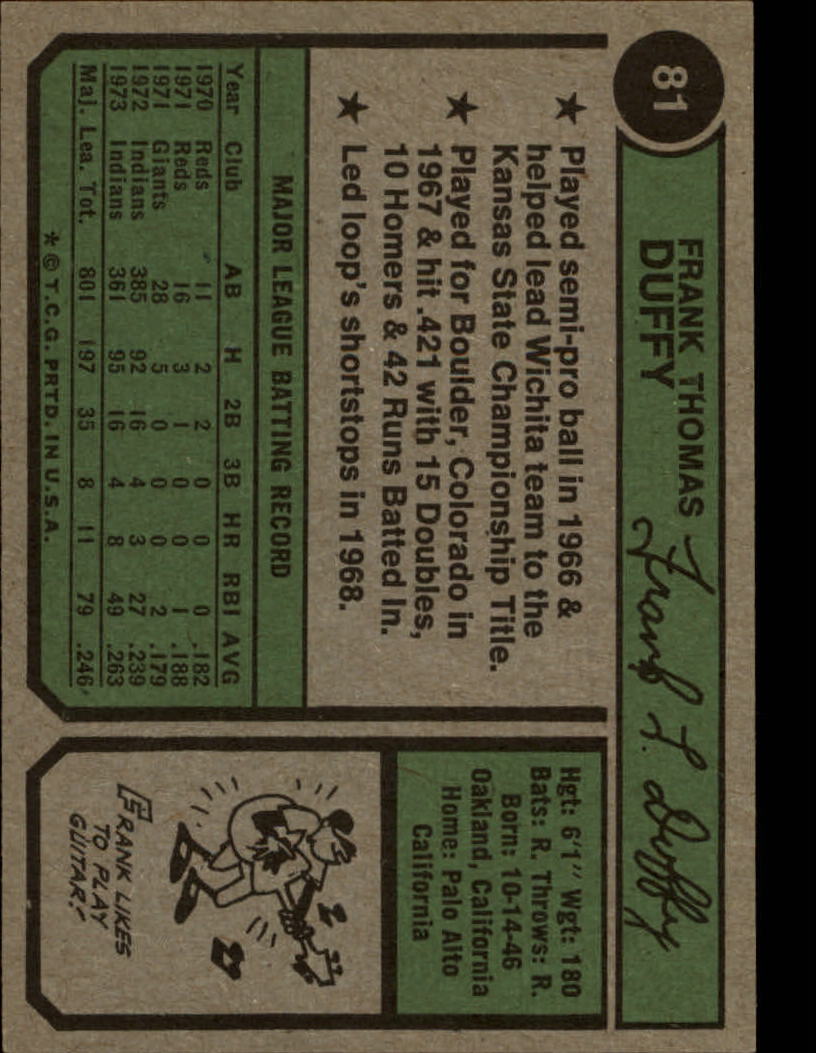 81
FRANK THOMAS
DUFFY
Frank T. Duffy
★ Played semi-pro ball in 1966 &
helped lead Wichita team to the
Kansas State Championship Title.
★ Played for Boulder, Colorado in
1967 & hit .421 with 15 Doubles,
10 Homers & 42 Runs Batted In.
★ Led loop's shortstops in 1968.
MAJOR LEAGUE BATTING RECORD
Year Club AB H 2B 3B HR RBI AVG
1970 Reds 11 2 2 0 0 0 .182
1971 Reds 16 3 1 0 0 1 .188
1971 Giants 28 5 0 0 0 2 .179
1972 Indians 385 92 16 4 3 27 .239
1973 Indians 361 95 16 4 8 49 .263
Maj. Lea. Tot. 801 197 35 8 11 79 .246
* © T.C.G. PRTD. IN U.S.A.
Hgt: 6'1" Wgt: 180
Bats: R. Throws: R.
Born: 10-14-46
Oakland, California
Home: Palo Alto
California
FRANK LIKES
TO PLAY
GUITAR!